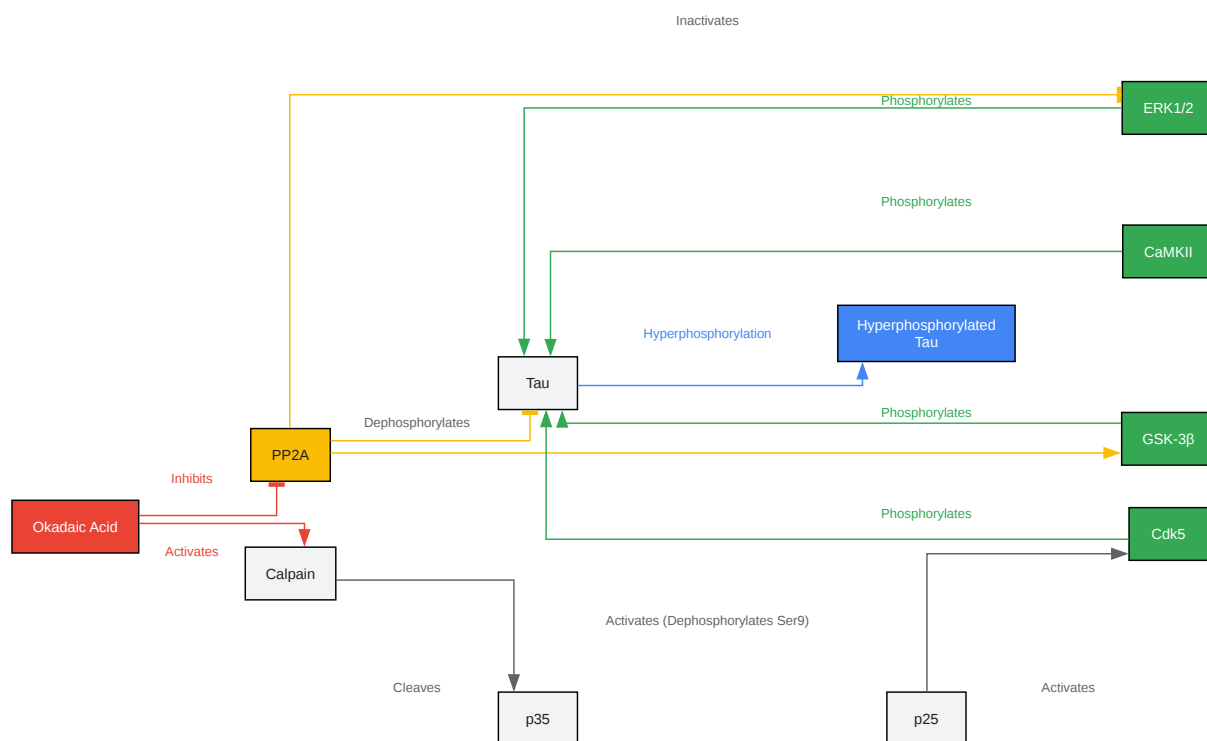 Inactivates
Phosphorylates
ERK1/2
Phosphorylates
CaMKII
Hyperphosphorylation
Hyperphosphorylated
Tau
Tau
Dephosphorylates
Phosphorylates
GSK-3β
PP2A
Inhibits
Okadaic Acid
Activates
Calpain
Phosphorylates
Cdk5
Activates (Dephosphorylates Ser9)
Cleaves
p35
p25
Activates